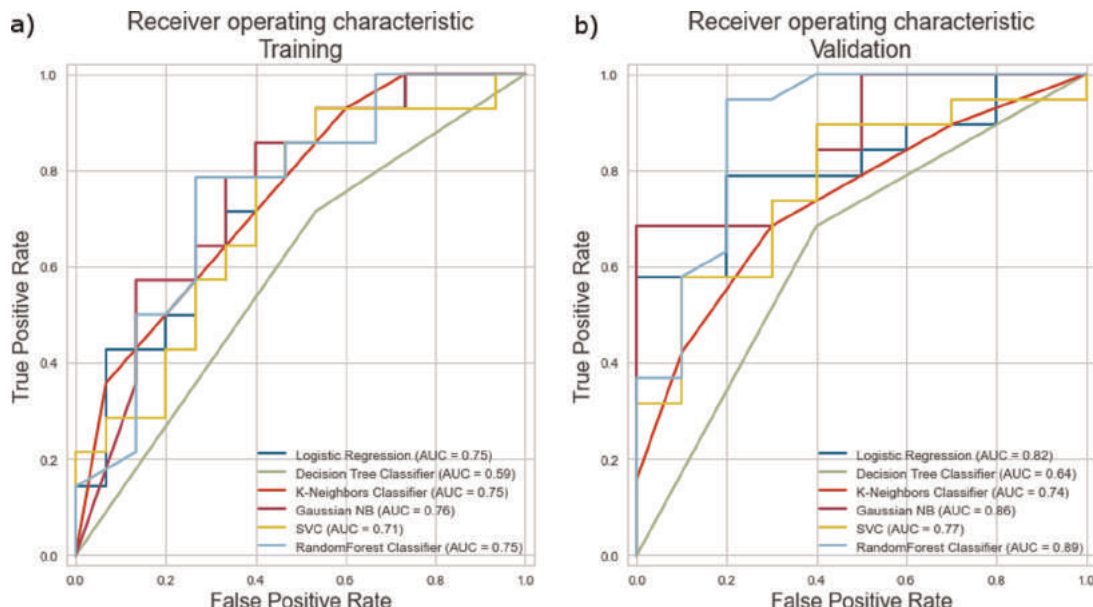 a)
Receiver operating characteristic
Training
True Positive Rate
1.0
0.8
0.6
0.4
0.2
0.0
Logistic Regression (AUC = 0.75)
Decision Tree Classifier (AUC = 0.59)
K-Neighbors Classifier (AUC = 0.75)
Gaussian NB (AUC = 0.76)
SVC (AUC = 0.71)
RandomForest Classifier (AUC = 0.75)
0.0 0.2 0.4 0.6 0.8 1.0
False Positive Rate
b)
Receiver operating characteristic
Validation
True Positive Rate
1.0
0.8
0.6
0.4
0.2
0.0
Logistic Regression (AUC = 0.82)
Decision Tree Classifier (AUC = 0.64)
K-Neighbors Classifier (AUC = 0.74)
Gaussian NB (AUC = 0.86)
SVC (AUC = 0.77)
RandomForest Classifier (AUC = 0.89)
0.0 0.2 0.4 0.6 0.8 1.0
False Positive Rate